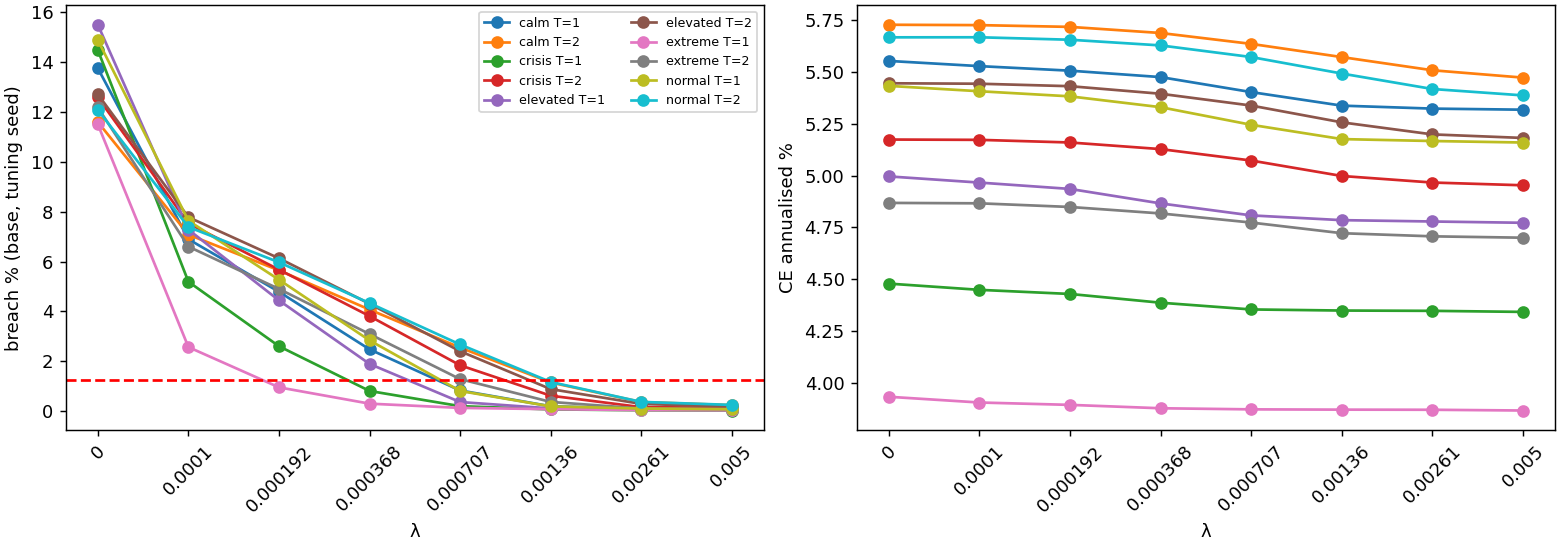 breach % (base, tuning seed)
16
14
12
10
8
6
4
2
0
calm T=1
calm T=2
crisis T=1
crisis T=2
elevated T=1
elevated T=2
extreme T=1
extreme T=2
normal T=1
normal T=2
0
0.0001
0.000192
0.000368
0.000707
0.00136
0.00261
0.005
λ
CE annualised %
5.75
5.50
5.25
5.00
4.75
4.50
4.25
4.00
0
0.0001
0.000192
0.000368
0.000707
0.00136
0.00261
0.005
λ